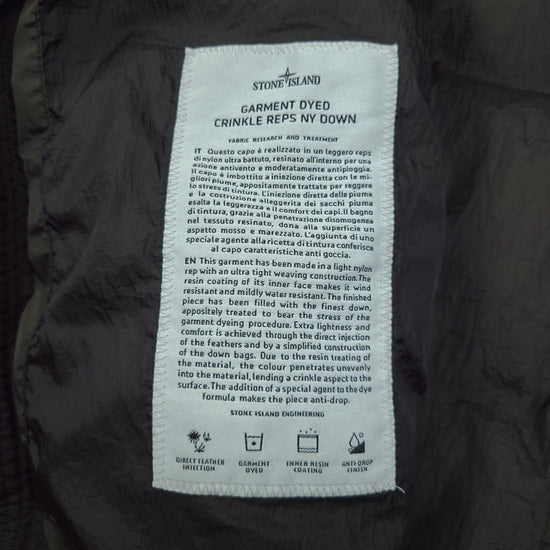 STONE ISLAND
GARMENT DYED
CRINKLE REPS NY DOWN
FABRIC RESEARCH AND TREATMENT
IT Questo capo è realizzato in un leggero reps
di nylon ultra battuto, resinato all'interno per una
azione antivento e moderatamente antipioggia.
Il capo è imbottito a iniezione diretta con le mi-
gliori piume, appositamente trattate per reggere
lo stress di tintura. L'iniezione diretta delle piume
e la costruzione alleggerita dei sacchi piuma
esalta la leggerezza e il comfort dei capi. Il bagno
di tintura, grazie alla penetrazione disomogenea
nel tessuto resinato, dona alla superficie un
aspetto mosso e marezzato. L'aggiunta di uno
speciale agente alla ricetta di tintura conferisce
al capo caratteristiche anti goccia.
EN This garment has been made in a light nylon
rep with an ultra tight weaving construction. The
resin coating of its inner face makes it wind
resistant and mildly water resistant. The finished
piece has been filled with the finest down,
appositely treated to bear the stress of the
garment dyeing procedure. Extra lightness and
comfort is achieved through the direct injection
of the feathers and by a simplified construction
of the down bags. Due to the resin treating of
the material, the colour penetrates unevenly
into the material, lending a crinkle aspect to the
surface. The addition of a special agent to the dye
formula makes the piece anti-drop.
STONE ISLAND ENGINEERING
DIRECT FEATHER INJECTION
GARMENT DYED
INNER RESIN COATING
ANTI-DROP FINISH